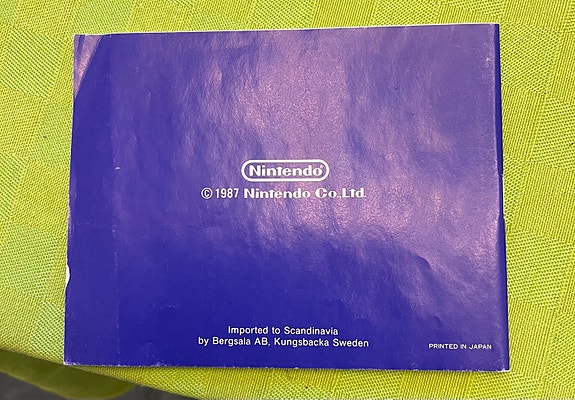 Nintendo®
© 1987 Nintendo Co.,Ltd.
Imported to Scandinavia
by Bergsala AB, Kungsbacka Sweden
PRINTED IN JAPAN